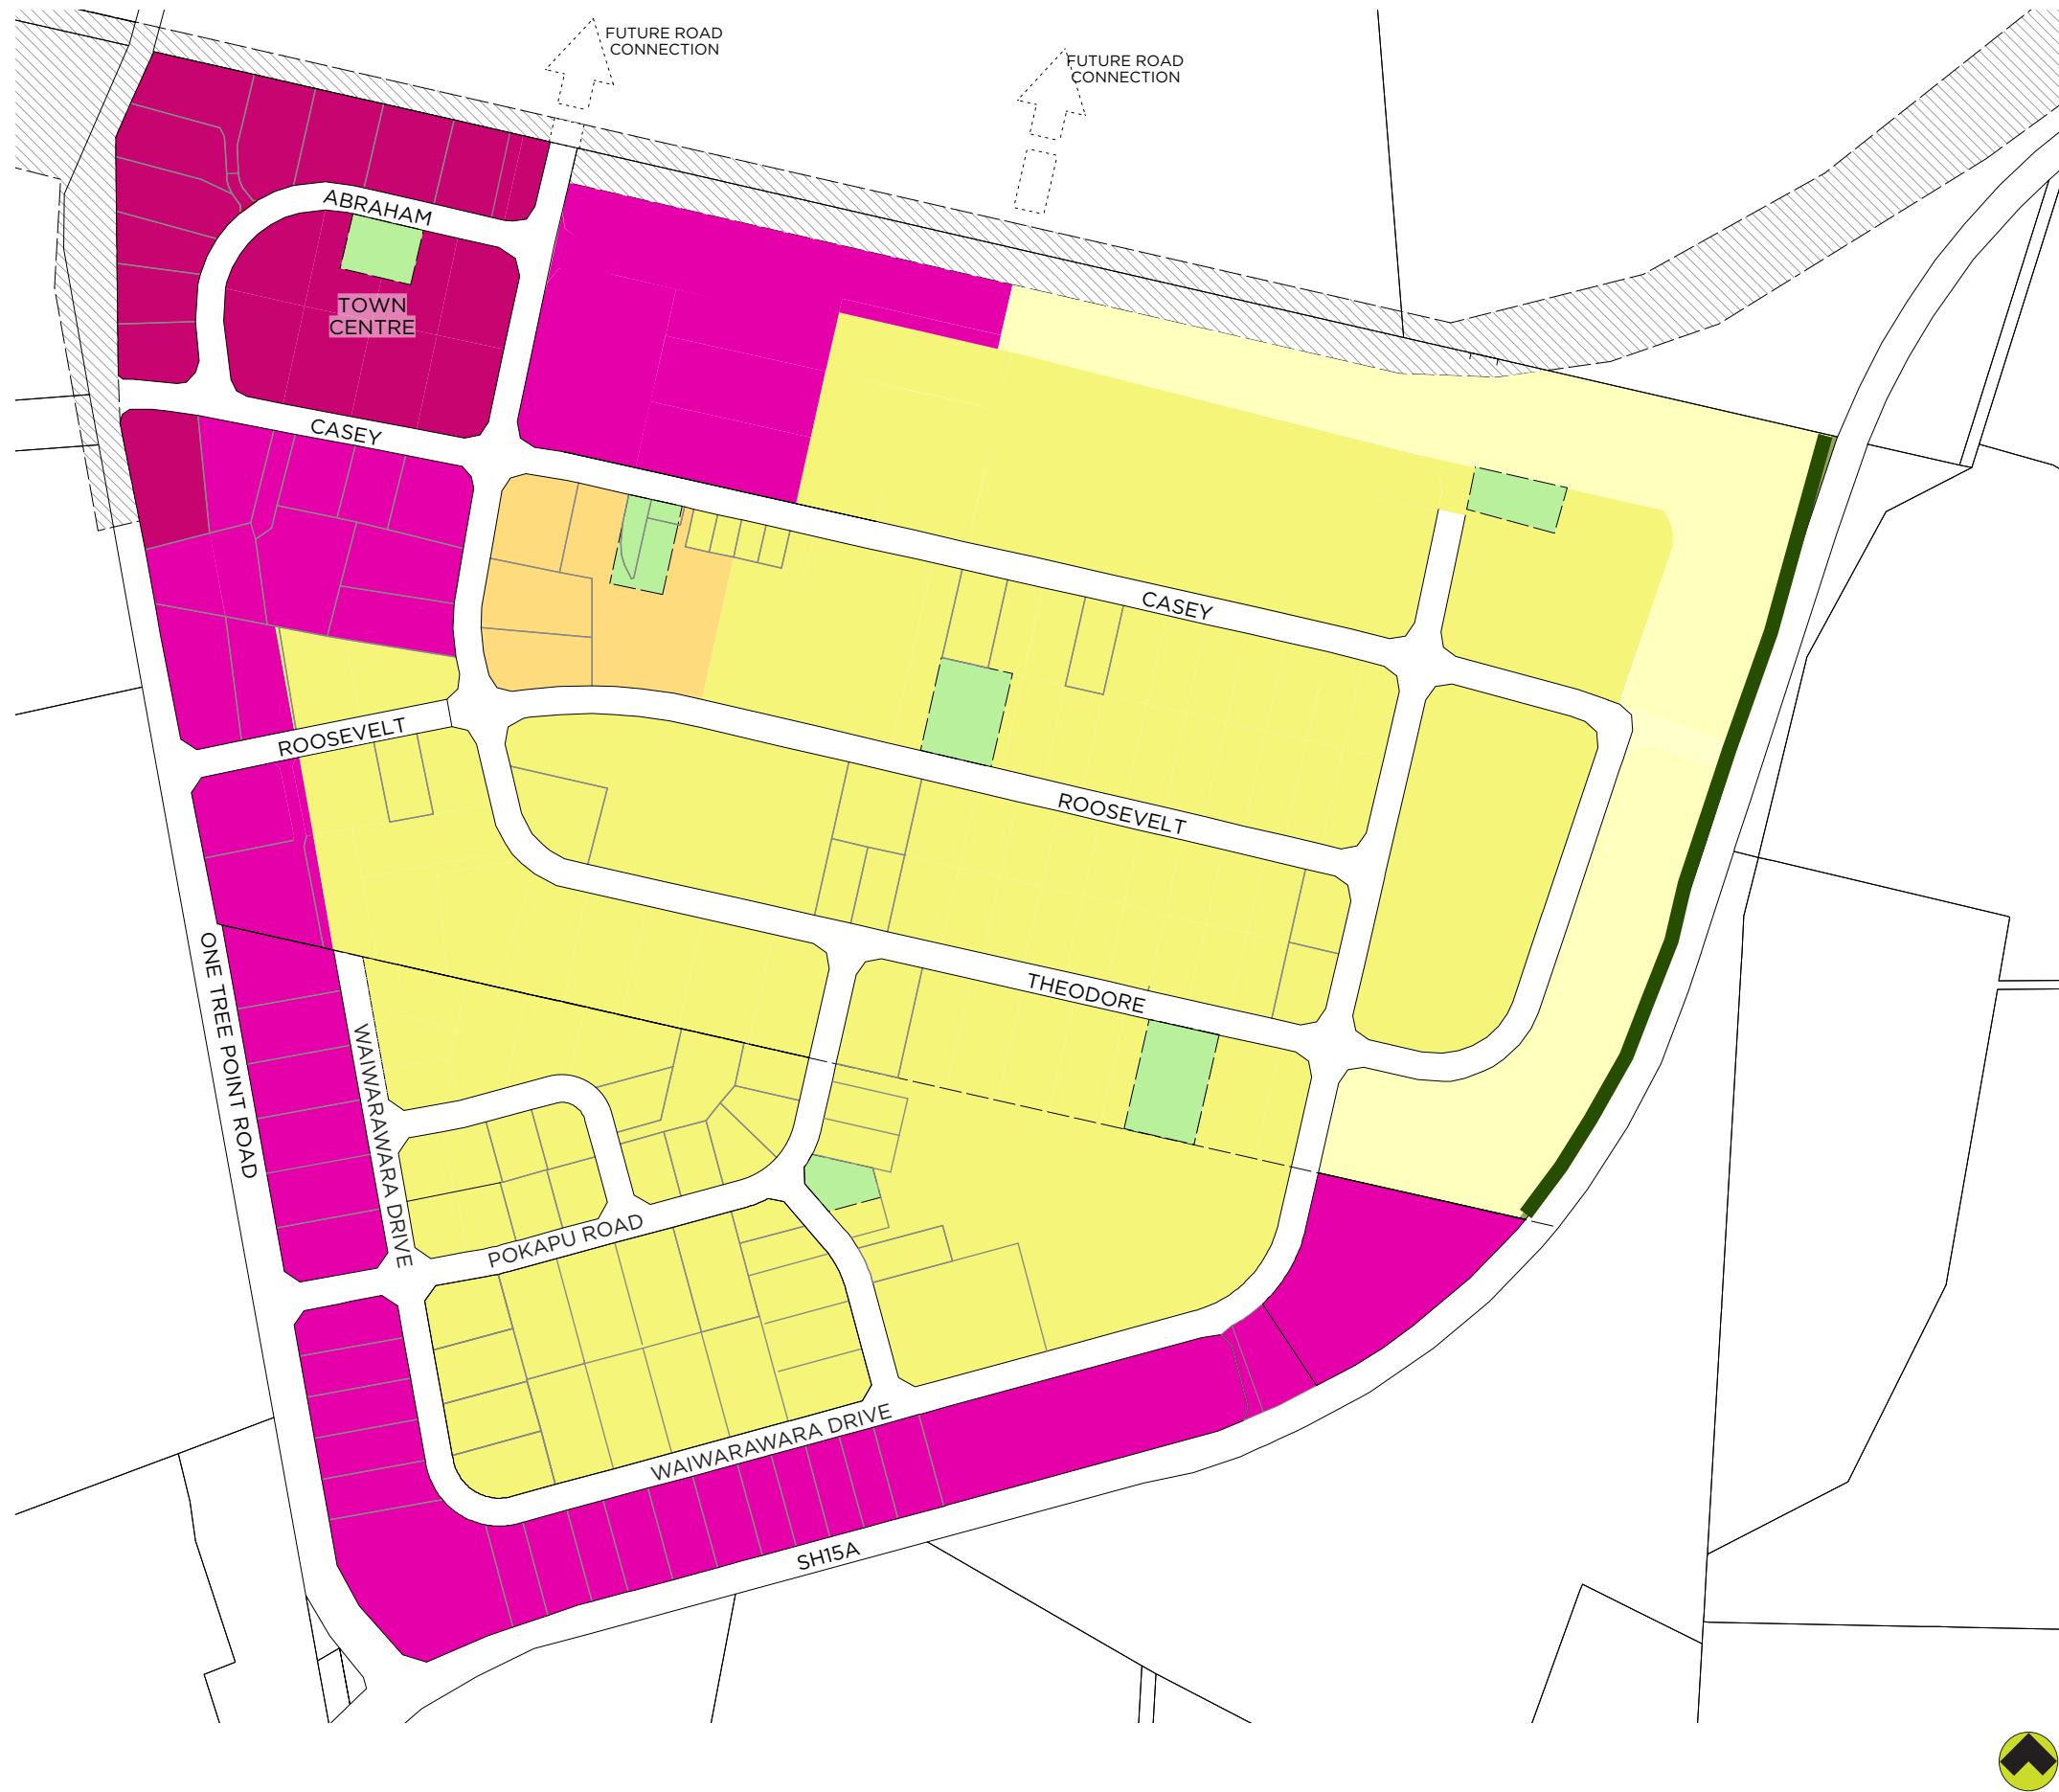 FUTURE ROAD
CONNECTION
FUTURE ROAD
CONNECTION
ABRAHAM
TOWN
CENTRE
CASEY
CASEY
ROOSEVELT
ROOSEVELT
THEODORE
ONE TREE POINT ROAD
WAIWARAWARA DRIVE
POKAPU ROAD
WAIWARAWARA DRIVE
SH15A